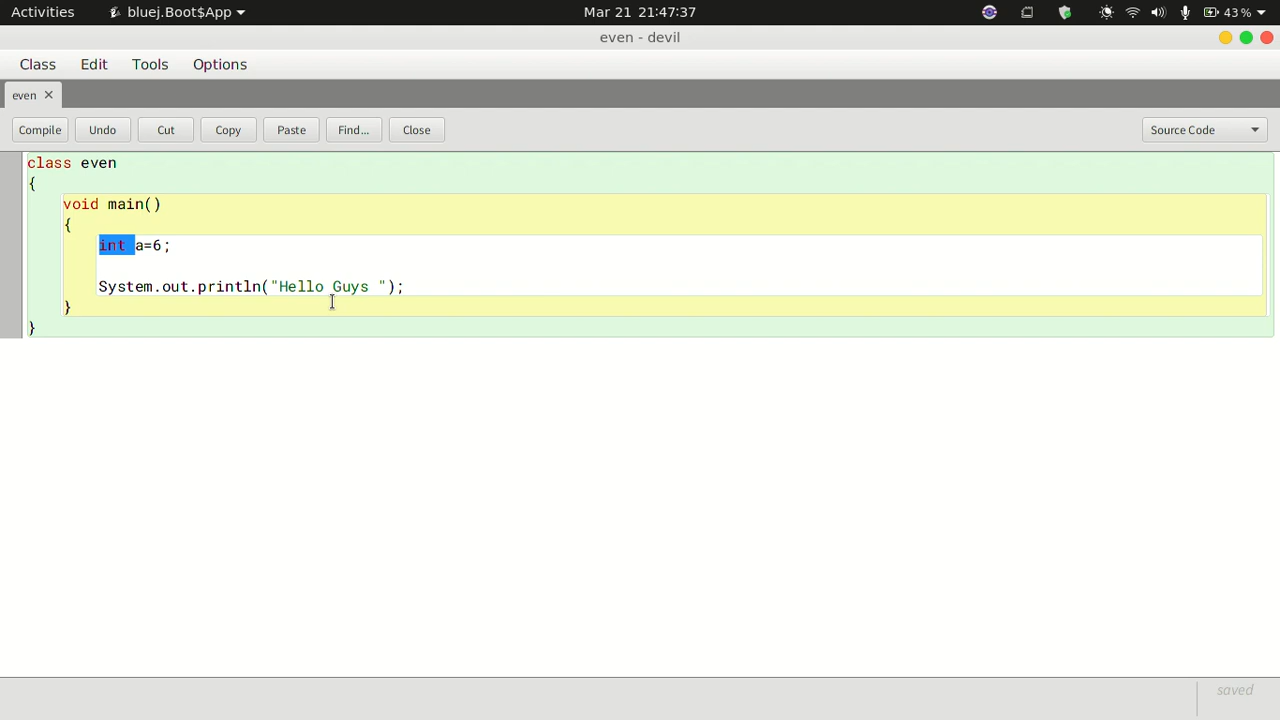 Activities bluej.Boot$App Mar 21 21:47:37 43 %
even - devil
Class Edit Tools Options
even
Compile Undo Cut Copy Paste Find... Close Source Code
class even
{
void main()
{
int a=6;
System.out.println("Hello Guys ");
}
}
saved